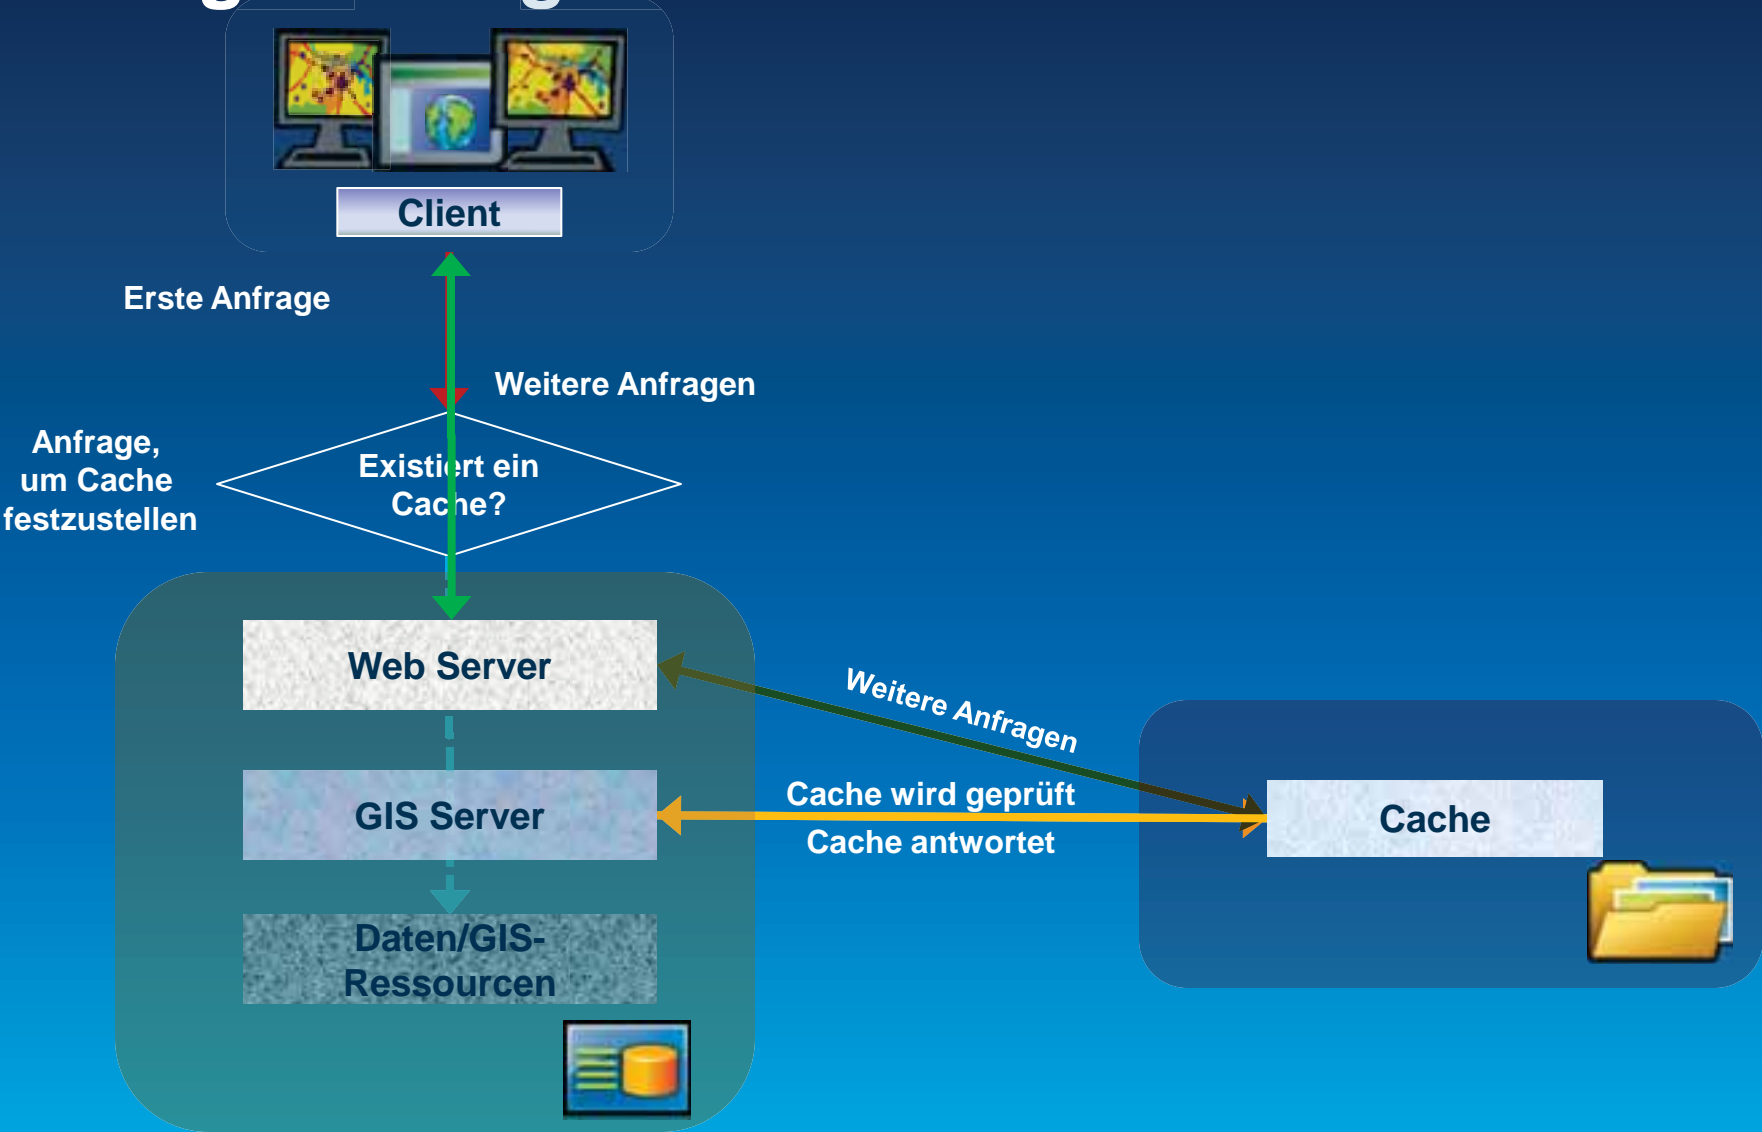 Client
Erste Anfrage
Weitere Anfragen
Anfrage,
um Cache
festzustellen
Existiert ein
Cache?
Web Server
Weitere Anfragen
GIS Server
Cache wird geprüft
Cache antwortet
Cache
Daten/GIS-
Ressourcen